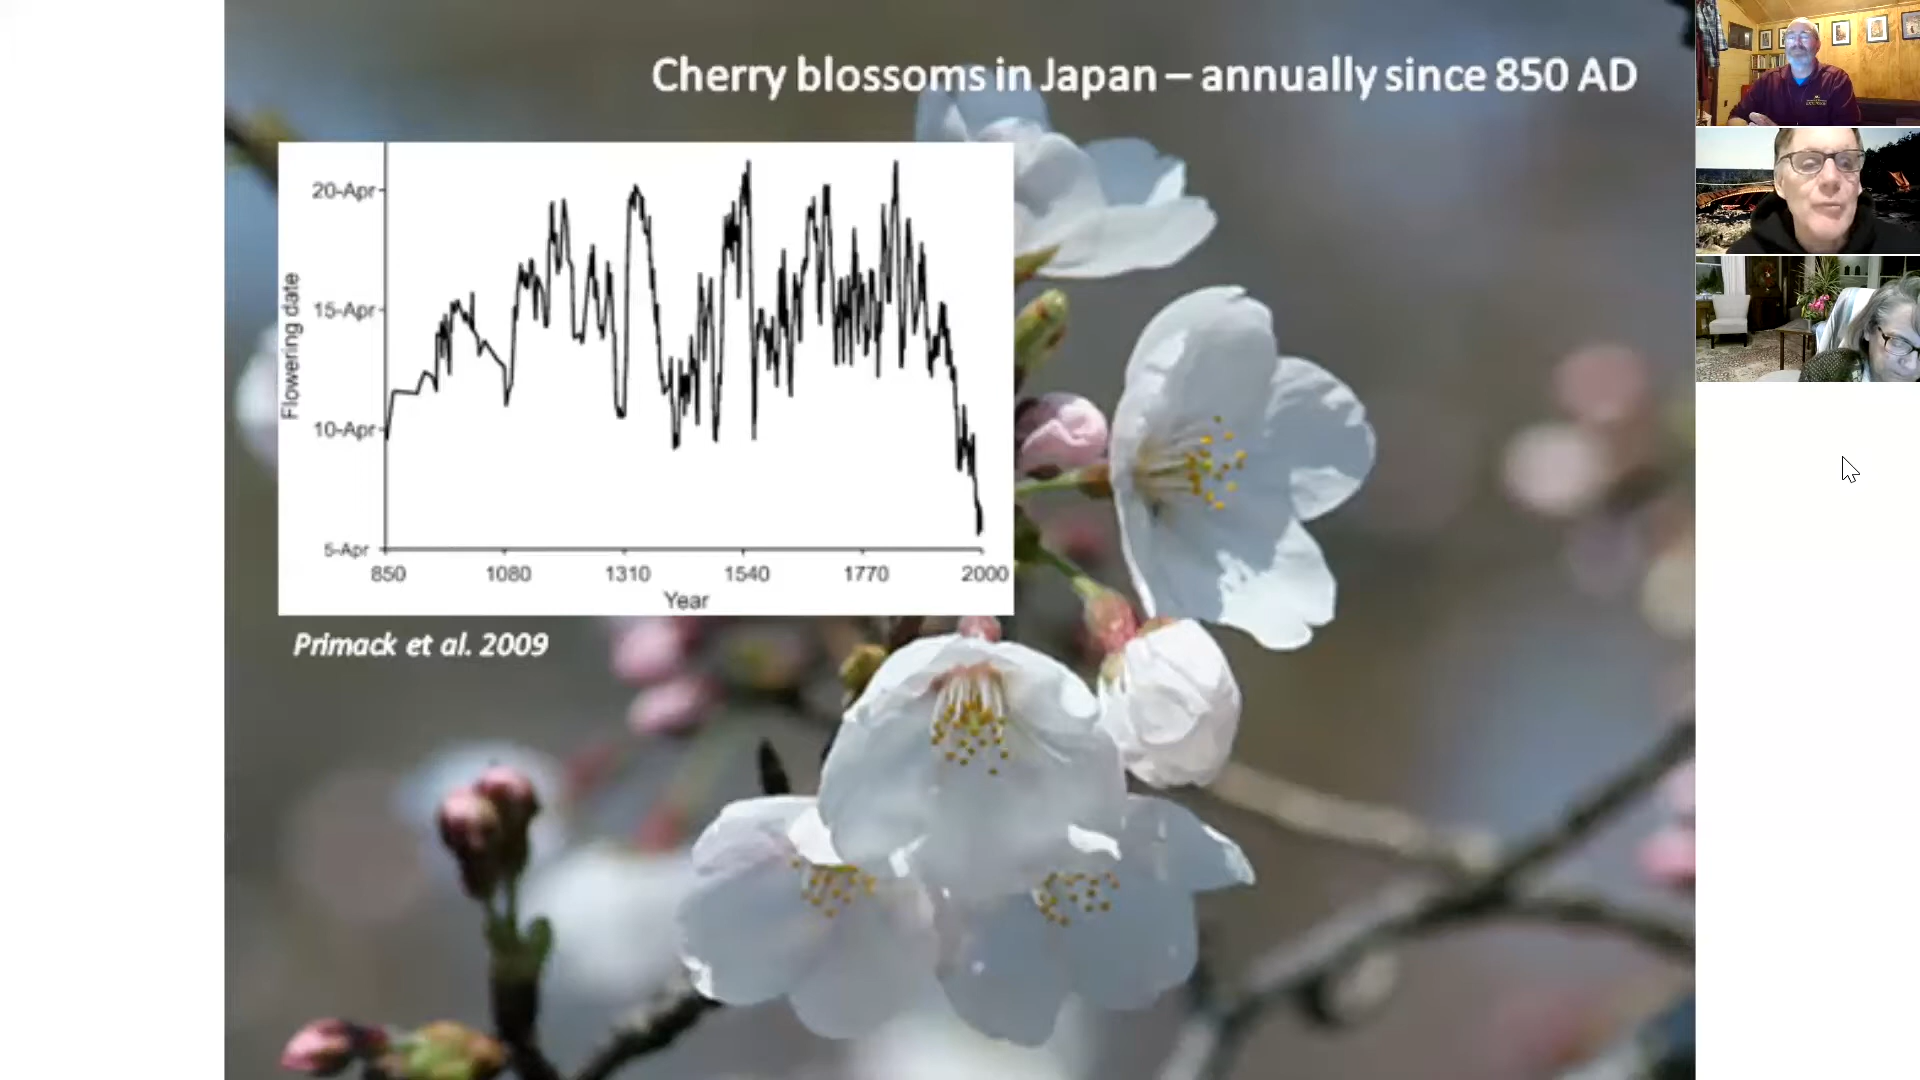 Cherry blossoms in Japan – annually since 850 AD
20-Apr
15-Apr
10-Apr
5-Apr
Flowering date
850 1080 1310 1540 1770 2000
Year
Primack et al. 2009